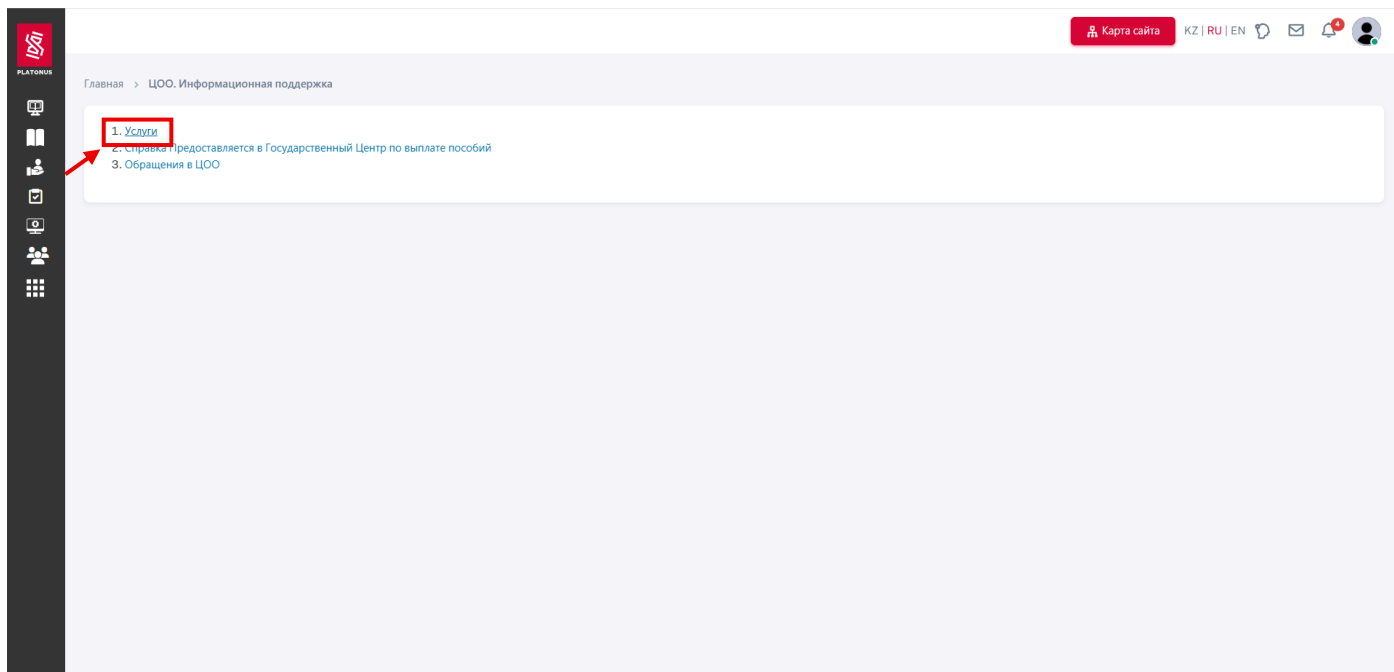 Карта сайта KZ | RU | EN 4
PLATONUS
Главная > ЦОО. Информационная поддержка
1. Услуги
2. Справка Предоставляется в Государственный Центр по выплате пособий
3. Обращения в ЦОО